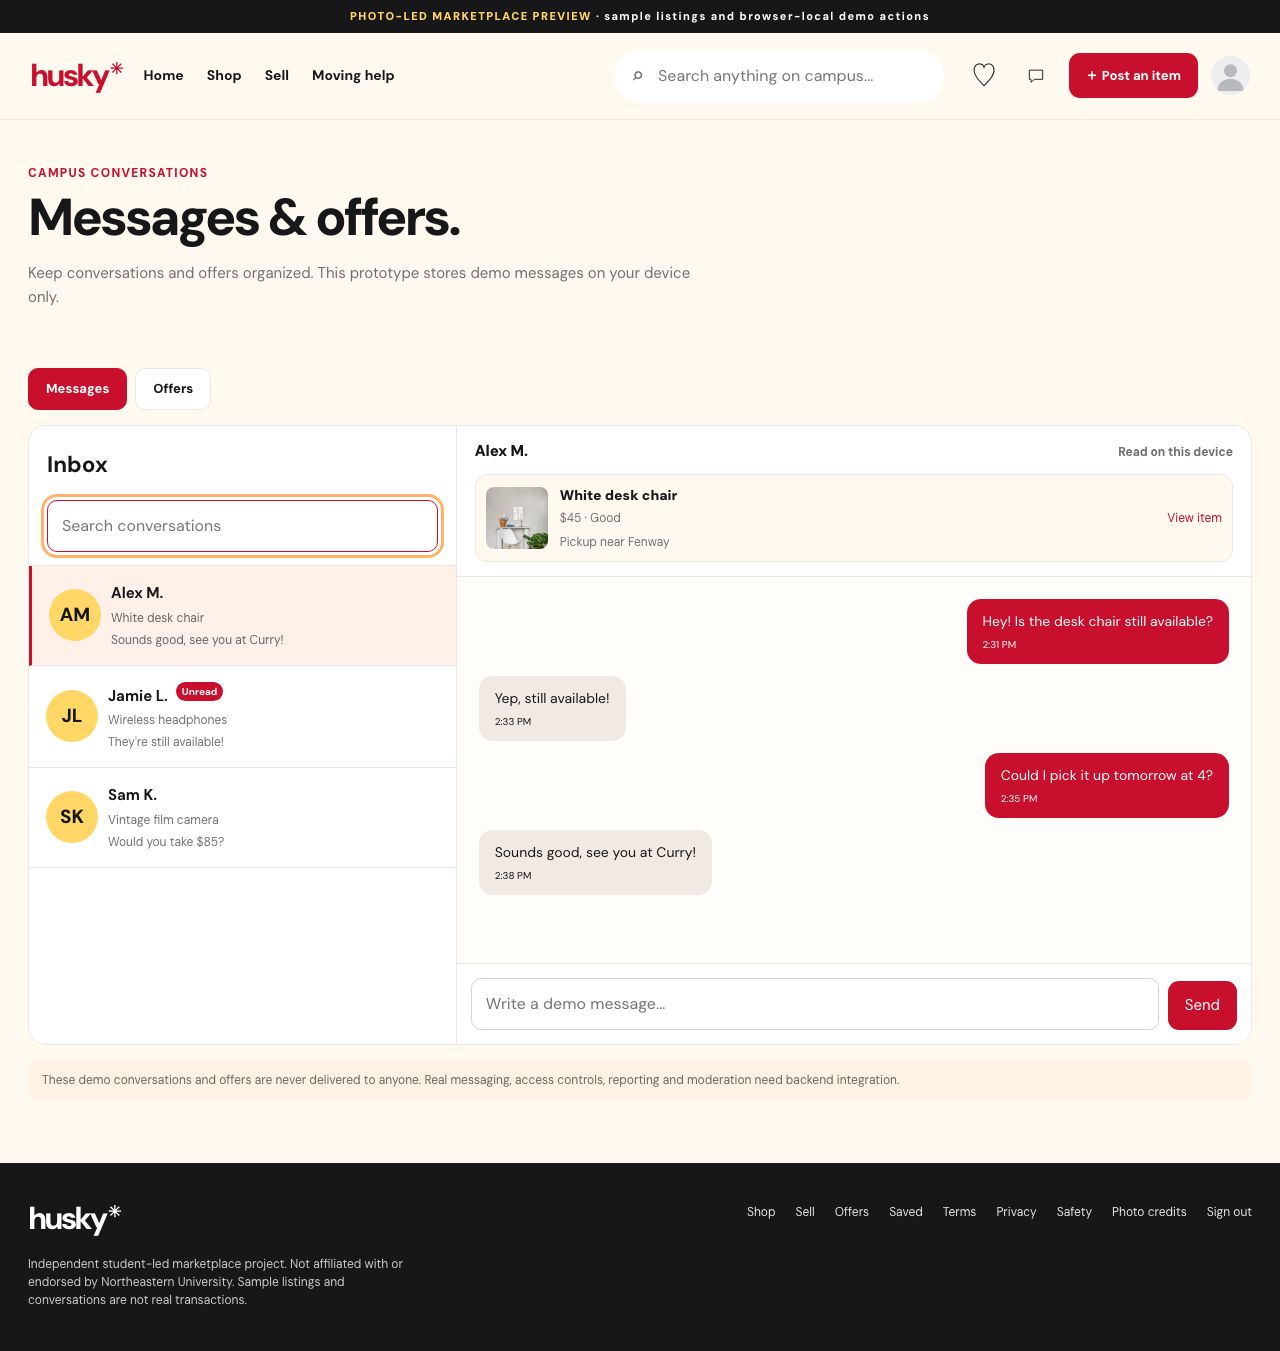 PHOTO-LED MARKETPLACE PREVIEW · sample listings and browser-local demo actions
husky*
Home
Shop
Sell
Moving help
Search anything on campus...
+ Post an item
CAMPUS CONVERSATIONS
Messages & offers.
Keep conversations and offers organized. This prototype stores demo messages on your device
only.
Messages
Offers
Inbox
Search conversations
AM
Alex M.
White desk chair
Sounds good, see you at Curry!
JL
Jamie L.
Unread
Wireless headphones
They're still available!
SK
Sam K.
Vintage film camera
Would you take $85?
Alex M.
Read on this device
White desk chair
$45 · Good
Pickup near Fenway
View item
Hey! Is the desk chair still available?
2:31 PM
Yep, still available!
2:33 PM
Could I pick it up tomorrow at 4?
2:35 PM
Sounds good, see you at Curry!
2:38 PM
Write a demo message...
Send
These demo conversations and offers are never delivered to anyone. Real messaging, access controls, reporting and moderation need backend integration.
husky*
Shop
Sell
Offers
Saved
Terms
Privacy
Safety
Photo credits
Sign out
Independent student-led marketplace project. Not affiliated with or
endorsed by Northeastern University. Sample listings and
conversations are not real transactions.